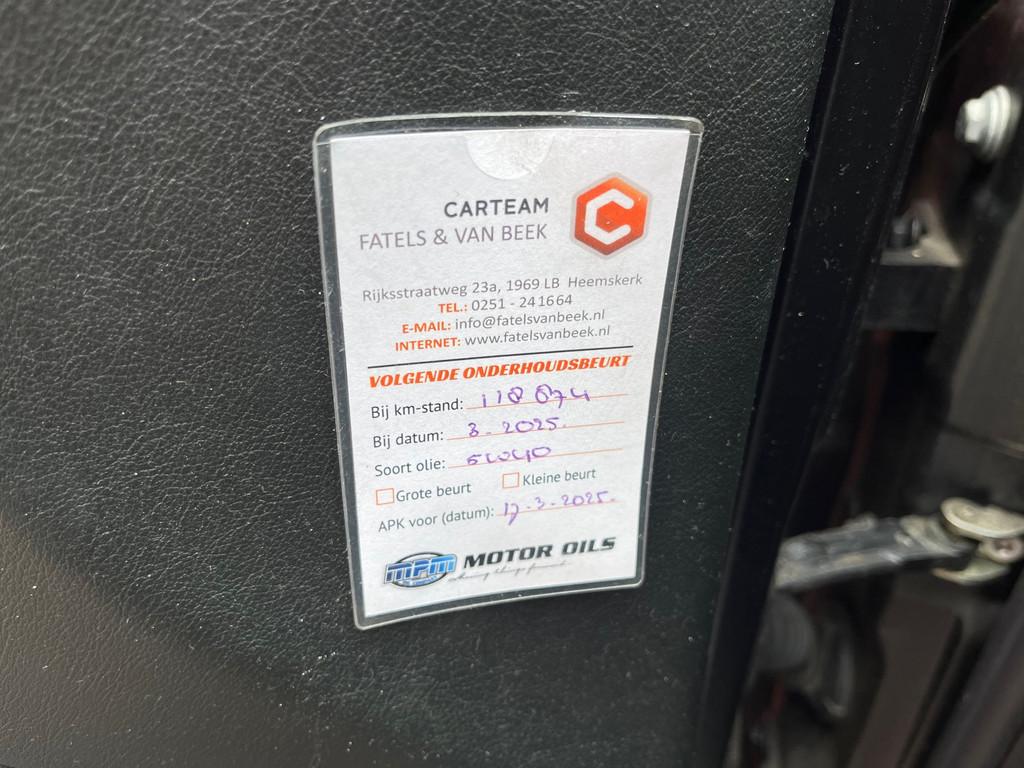 CARTEAM
FATELS & VAN BEEK
Rijksstraatweg 23a, 1969 LB Heemskerk
TEL.: 0251 - 241664
E-MAIL: info@fatelsvanbeek.nl
INTERNET: www.fatelsvanbeek.nl
VOLGENDE ONDERHOUDSBEURT
Bij km-stand: 118 874
Bij datum: 3-2025.
Soort olie: 5W40
Grote beurt Kleine beurt
APK voor (datum): 17-3-2025.
MPM MOTOR OILS